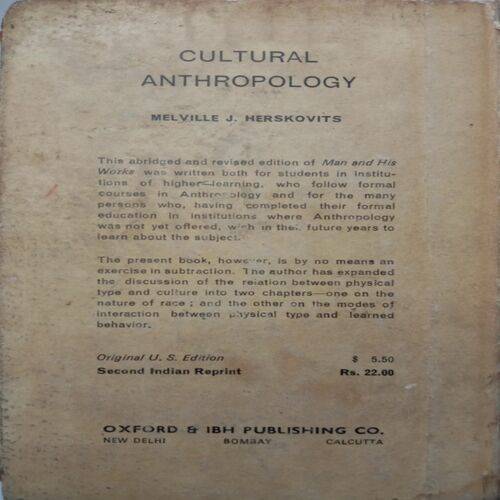 CULTURAL
ANTHROPOLOGY
MELVILLE J. HERSKOVITS
This abridged and revised edition of Man and His
Works was written both for students in institu-
tions of higher learning, who follow formal
courses in Anthropology and for the many
persons who, having completed their formal
education in institutions where Anthropology
was not yet offered, wish in their future years to
learn about the subject.
The present book, however, is by no means an
exercise in subtraction. The author has expanded
the discussion of the relation between physical
type and culture into two chapters—one on the
nature of race ; and the other on the modes of
interaction between physical type and learned
behavior.
Original U. S. Edition $ 5.50
Second Indian Reprint Rs. 22.00
OXFORD & IBH PUBLISHING CO.
NEW DELHI BOMBAY CALCUTTA